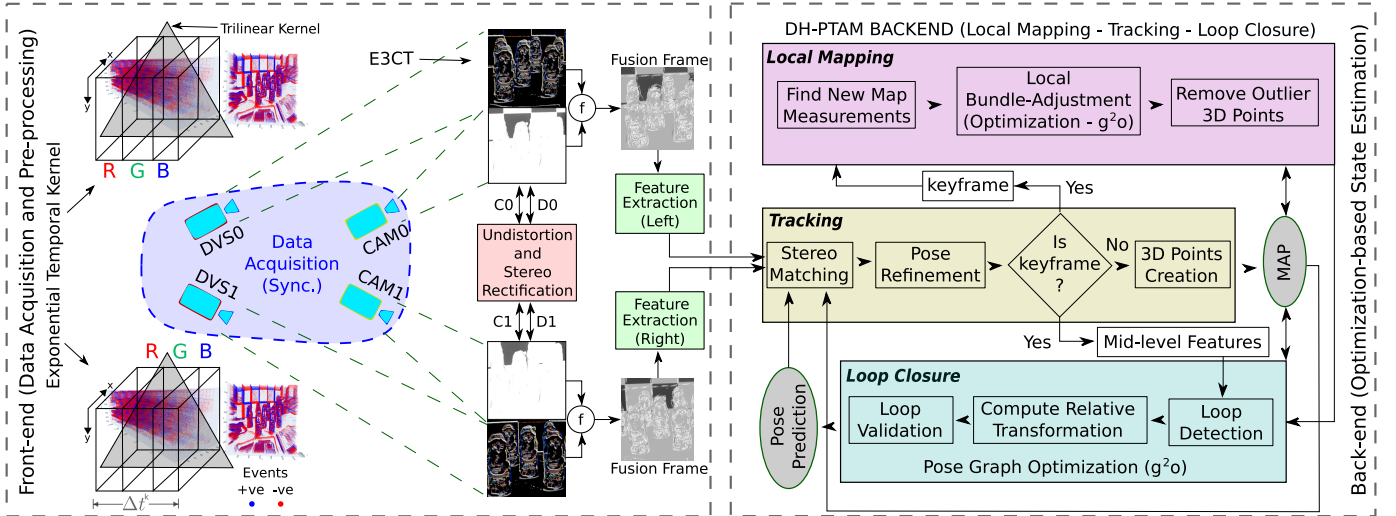 Front-end (Data Acquisition and Pre-processing)
Exponential Temporal Kernel
Trilinear Kernel
x
y
R G B
E3CT
f
Fusion Frame
DVS0
CAM0
Data
Acquisition
(Sync.)
DVS1
CAM1
C0
D0
Undistortion
and
Stereo
Rectification
C1
D1
Feature
Extraction
(Left)
Feature
Extraction
(Right)
R G B
x
y
Δt^k
Events
+ve -ve
f
Fusion Frame
DH-PTAM BACKEND (Local Mapping - Tracking - Loop Closure)
Local Mapping
Find New Map
Measurements
Local
Bundle-Adjustment
(Optimization - g²o)
Remove Outlier
3D Points
keyframe
Yes
Tracking
Stereo
Matching
Pose
Refinement
Is
keyframe
?
No
3D Points
Creation
MAP
Yes
Mid-level Features
Loop Closure
Loop
Validation
Compute Relative
Transformation
Loop
Detection
Pose Graph Optimization (g²o)
Pose
Prediction
Back-end (Optimization-based State Estimation)